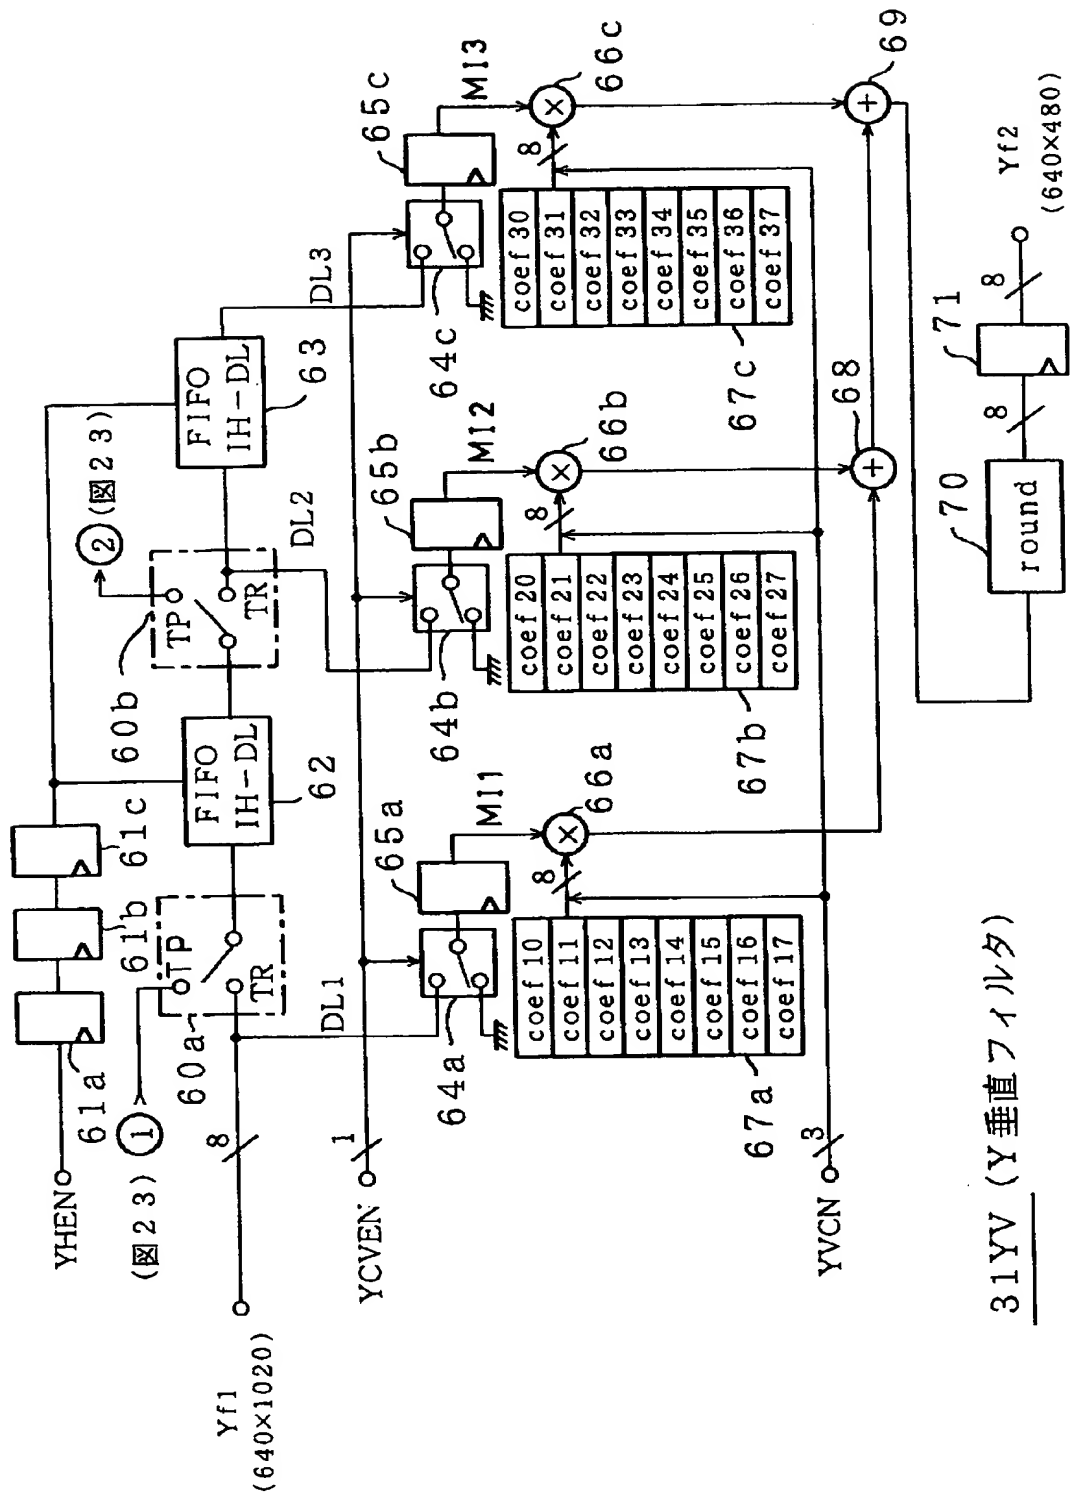 YHEN
61a
61b
61c
(図23)
①
60a
TP
TR
FIFO
IH-DL
62
60b
TP
TR
②
(図23)
FIFO
IH-DL
63
Yf1
(640×1020)
8
DL1
DL2
DL3
YCVEN
1
64a
65a
MI1
64b
65b
MI2
64c
65c
MI3
8
66a
8
66b
8
66c
coef 10
coef 11
coef 12
coef 13
coef 14
coef 15
coef 16
coef 17
67a
coef 20
coef 21
coef 22
coef 23
coef 24
coef 25
coef 26
coef 27
67b
coef 30
coef 31
coef 32
coef 33
coef 34
coef 35
coef 36
coef 37
67c
YVCN
3
68
69
round
70
8
71
8
Yf2
(640×480)
31YV (Y垂直フィルタ)